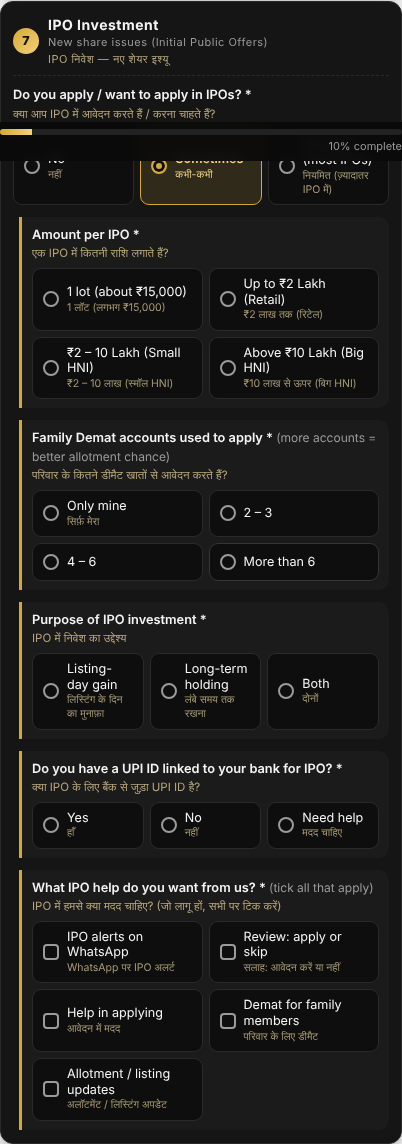 7
IPO Investment
New share issues (Initial Public Offers)
IPO निवेश — नए शेयर इश्यू
Do you apply / want to apply in IPOs? *
क्या आप IPO में आवेदन करते हैं / करना चाहते हैं?
10% complete
नहीं
Sometimes
कभी-कभी
(most IPOs)
नियमित (ज़्यादातर
IPO में)
Amount per IPO *
एक IPO में कितनी राशि लगाते हैं?
1 lot (about ₹15,000)
1 लॉट (लगभग ₹15,000)
Up to ₹2 Lakh
(Retail)
₹2 लाख तक (रिटेल)
₹2 – 10 Lakh (Small
HNI)
₹2 – 10 लाख (स्मॉल HNI)
Above ₹10 Lakh (Big
HNI)
₹10 लाख से ऊपर (बिग HNI)
Family Demat accounts used to apply * (more accounts =
better allotment chance)
परिवार के कितने डीमैट खातों से आवेदन करते हैं?
Only mine
सिर्फ़ मेरा
2 – 3
4 – 6
More than 6
Purpose of IPO investment *
IPO में निवेश का उद्देश्य
Listing-
day gain
लिस्टिंग के दिन
का मुनाफ़ा
Long-term
holding
लंबे समय तक
रखना
Both
दोनों
Do you have a UPI ID linked to your bank for IPO? *
क्या IPO के लिए बैंक से जुड़ा UPI ID है?
Yes
हाँ
No
नहीं
Need help
मदद चाहिए
What IPO help do you want from us? * (tick all that apply)
IPO में हमसे क्या मदद चाहिए? (जो लागू हों, सभी पर टिक करें)
IPO alerts on
WhatsApp
WhatsApp पर IPO अलर्ट
Review: apply or
skip
सलाह: आवेदन करें या नहीं
Help in applying
आवेदन में मदद
Demat for family
members
परिवार के लिए डीमैट
Allotment / listing
updates
अलॉटमेंट / लिस्टिंग अपडेट